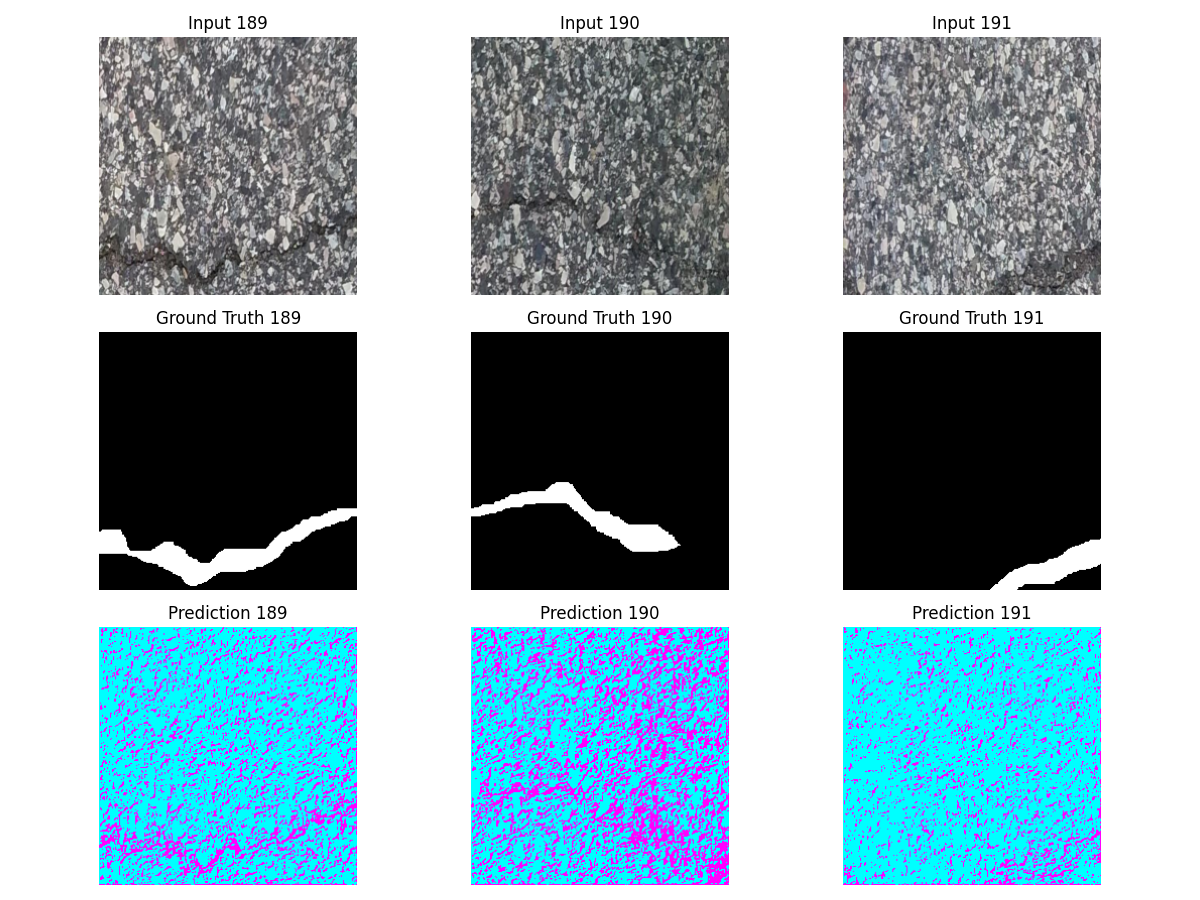 Input 189
Input 190
Input 191
Ground Truth 189
Ground Truth 190
Ground Truth 191
Prediction 189
Prediction 190
Prediction 191